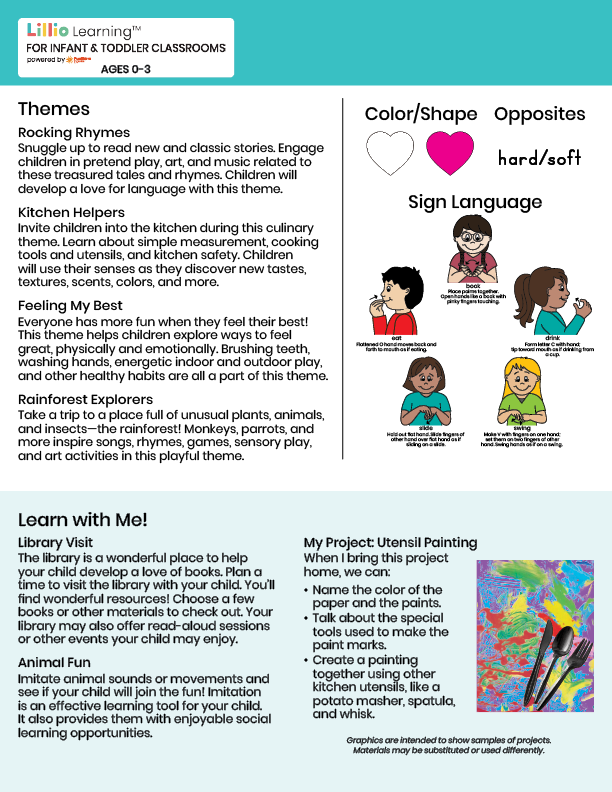 Lillio Learning™
FOR INFANT & TODDLER CLASSROOMS
powered by
AGES 0-3
Themes
Rocking Rhymes
Snuggle up to read new and classic stories. Engage
children in pretend play, art, and music related to
these treasured tales and rhymes. Children will
develop a love for language with this theme.
Kitchen Helpers
Invite children into the kitchen during this culinary
theme. Learn about simple measurement, cooking
tools and utensils, and kitchen safety. Children
will use their senses as they discover new tastes,
textures, scents, colors, and more.
Feeling My Best
Everyone has more fun when they feel their best!
This theme helps children explore ways to feel
great, physically and emotionally. Brushing teeth,
washing hands, energetic indoor and outdoor play,
and other healthy habits are all a part of this theme.
Rainforest Explorers
Take a trip to a place full of unusual plants, animals,
and insects—the rainforest! Monkeys, parrots, and
more inspire songs, rhymes, games, sensory play,
and art activities in this playful theme.
Color/Shape
Opposites
hard/soft
Sign Language
book
Place palms together.
Open hands like a book with
pinky fingers touching.
eat
Flattened O hand moves back and
forth to mouth as if eating.
drink
Form letter C with hand;
tip toward mouth as if drinking from
a cup.
slide
Hold out flat hand. Slide fingers of
other hand over flat hand as if
sliding on a slide.
swing
Make V with fingers on one hand;
set them on two fingers of other
hand. Swing hands as if on a swing.
Learn with Me!
Library Visit
The library is a wonderful place to help
your child develop a love of books. Plan a
time to visit the library with your child. You'll
find wonderful resources! Choose a few
books or other materials to check out. Your
library may also offer read-aloud sessions
or other events your child may enjoy.
Animal Fun
Imitate animal sounds or movements and
see if your child will join the fun! Imitation
is an effective learning tool for your child.
It also provides them with enjoyable social
learning opportunities.
My Project: Utensil Painting
When I bring this project
home, we can:
• Name the color of the
paper and the paints.
• Talk about the special
tools used to make the
paint marks.
• Create a painting
together using other
kitchen utensils, like a
potato masher, spatula,
and whisk.
Graphics are intended to show samples of projects.
Materials may be substituted or used differently.